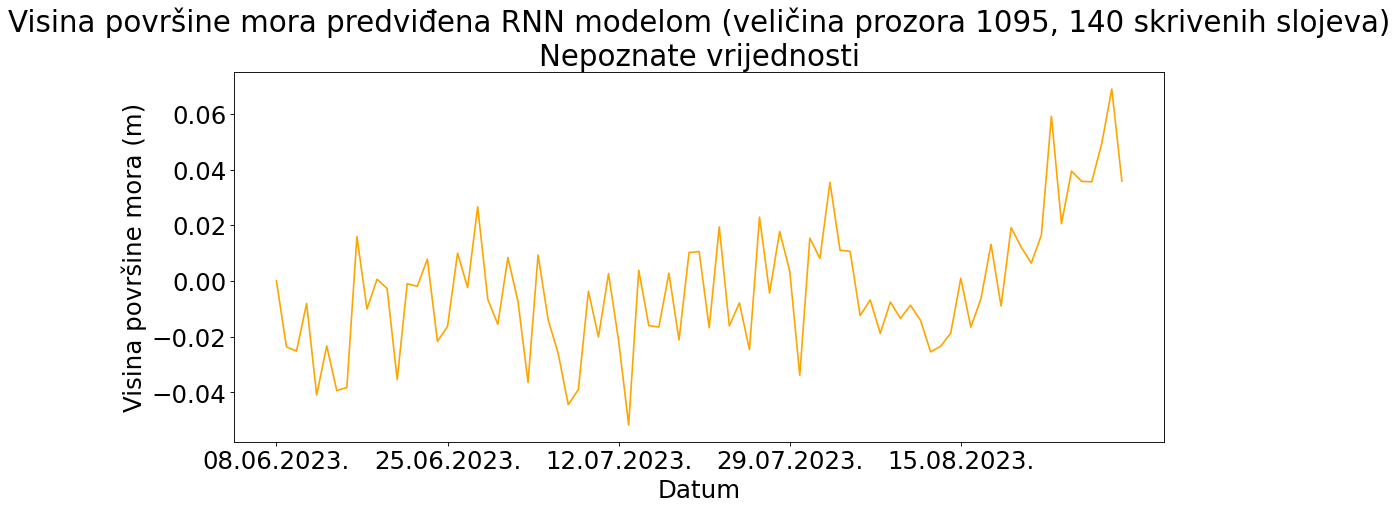 Visina površine mora predviđena RNN modelom (veličina prozora 1095, 140 skrivenih slojeva)
Nepoznate vrijednosti
Visina površine mora (m)
0.06
0.04
0.02
0.00
−0.02
−0.04
08.06.2023. 25.06.2023. 12.07.2023. 29.07.2023. 15.08.2023.
Datum